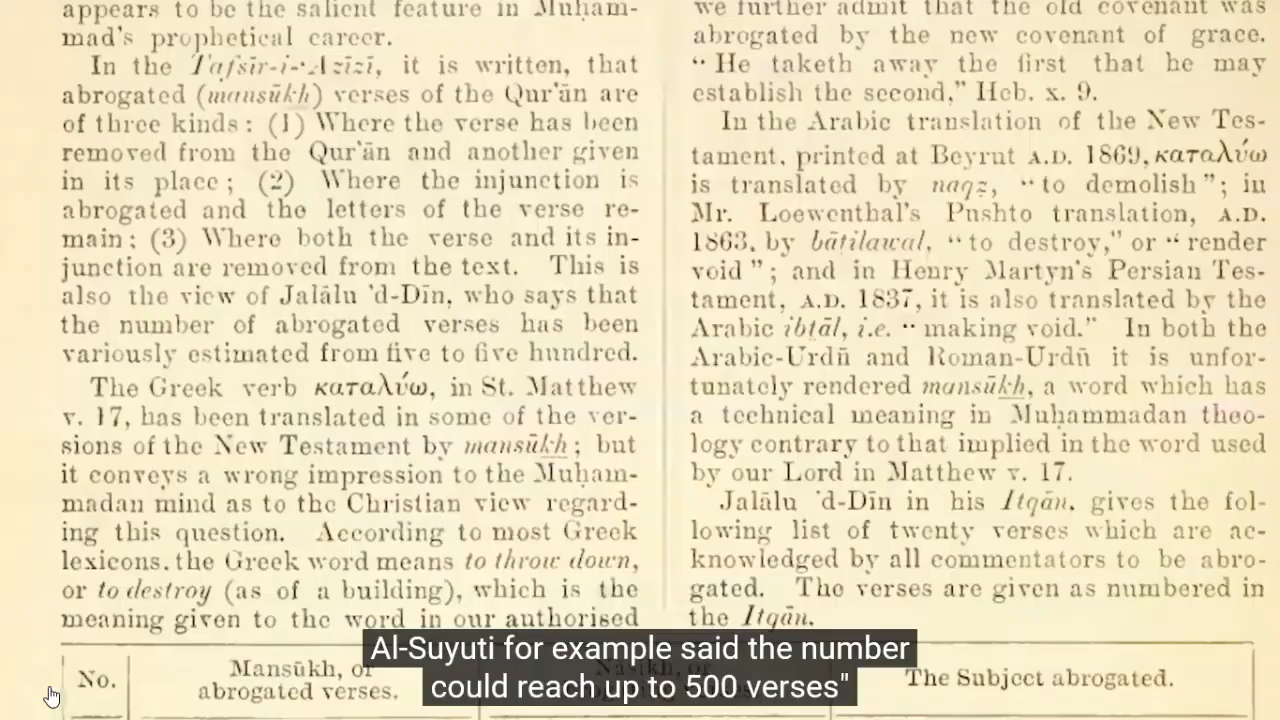 appears to be the salient feature in Muḥam-
mad's prophetical career.
In the Tafsīr-i-ʻAzīzī, it is written, that
abrogated (mansūkh) verses of the Qur'ān are
of three kinds: (1) Where the verse has been
removed from the Qur'ān and another given
in its place; (2) Where the injunction is
abrogated and the letters of the verse re-
main; (3) Where both the verse and its in-
junction are removed from the text. This is
also the view of Jalālu 'd-Dīn, who says that
the number of abrogated verses has been
variously estimated from five to five hundred.
The Greek verb καταλύω, in St. Matthew
v. 17, has been translated in some of the ver-
sions of the New Testament by mansūkh; but
it conveys a wrong impression to the Muḥam-
madan mind as to the Christian view regard-
ing this question. According to most Greek
lexicons, the Greek word means to throw down,
or to destroy (as of a building), which is the
meaning given to the word in our authorised
we further admit that the old covenant was
abrogated by the new covenant of grace.
“ He taketh away the first that he may
establish the second,” Heb. x. 9.
In the Arabic translation of the New Tes-
tament, printed at Beyrut A.D. 1869, καταλύω
is translated by naqz, “to demolish”; in
Mr. Loewenthal's Pushto translation, A.D.
1863, by bātilawal, “to destroy,” or “ render
void ”; and in Henry Martyn's Persian Tes-
tament, A.D. 1837, it is also translated by the
Arabic ibtāl, i.e. “ making void.” In both the
Arabic-Urdū and Roman-Urdū it is unfor-
tunately rendered mansūkh, a word which has
a technical meaning in Muḥammadan theo-
logy contrary to that implied in the word used
by our Lord in Matthew v. 17.
Jalālu 'd-Dīn in his Itqān, gives the fol-
lowing list of twenty verses which are ac-
knowledged by all commentators to be abro-
gated. The verses are given as numbered in
the Itqān.
No.
Mansūkh, or
abrogated verses.
The Subject abrogated.
Al-Suyuti for example said the number
could reach up to 500 verses"